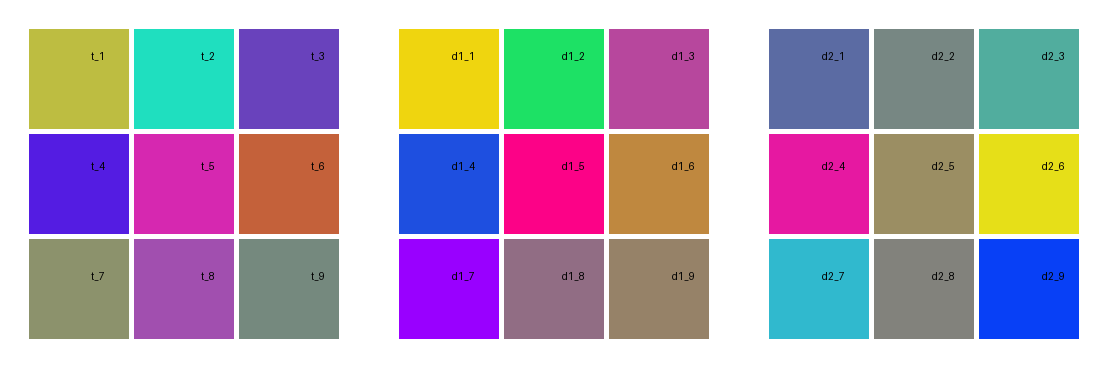 t_1 t_2 t_3 d1_1 d1_2 d1_3 d2_1 d2_2 d2_3
t_4 t_5 t_6 d1_4 d1_5 d1_6 d2_4 d2_5 d2_6
t_7 t_8 t_9 d1_7 d1_8 d1_9 d2_7 d2_8 d2_9